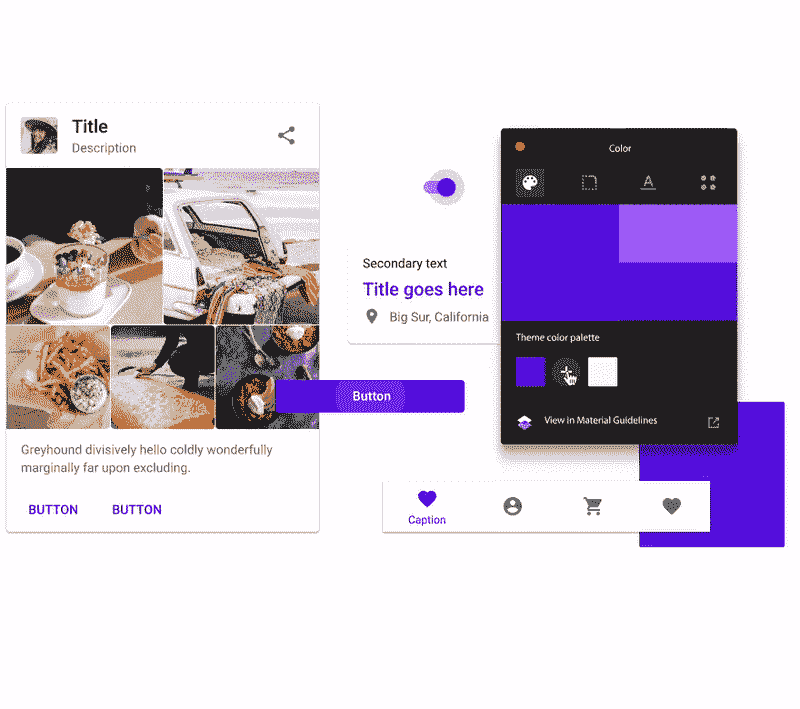 Title
Description
Greyhound divisively hello coldly wonderfully
marginally far upon excluding.
BUTTON BUTTON
Secondary text
Title goes here
Big Sur, California
Button
Caption
Color
A
Theme color palette
View in Material Guidelines